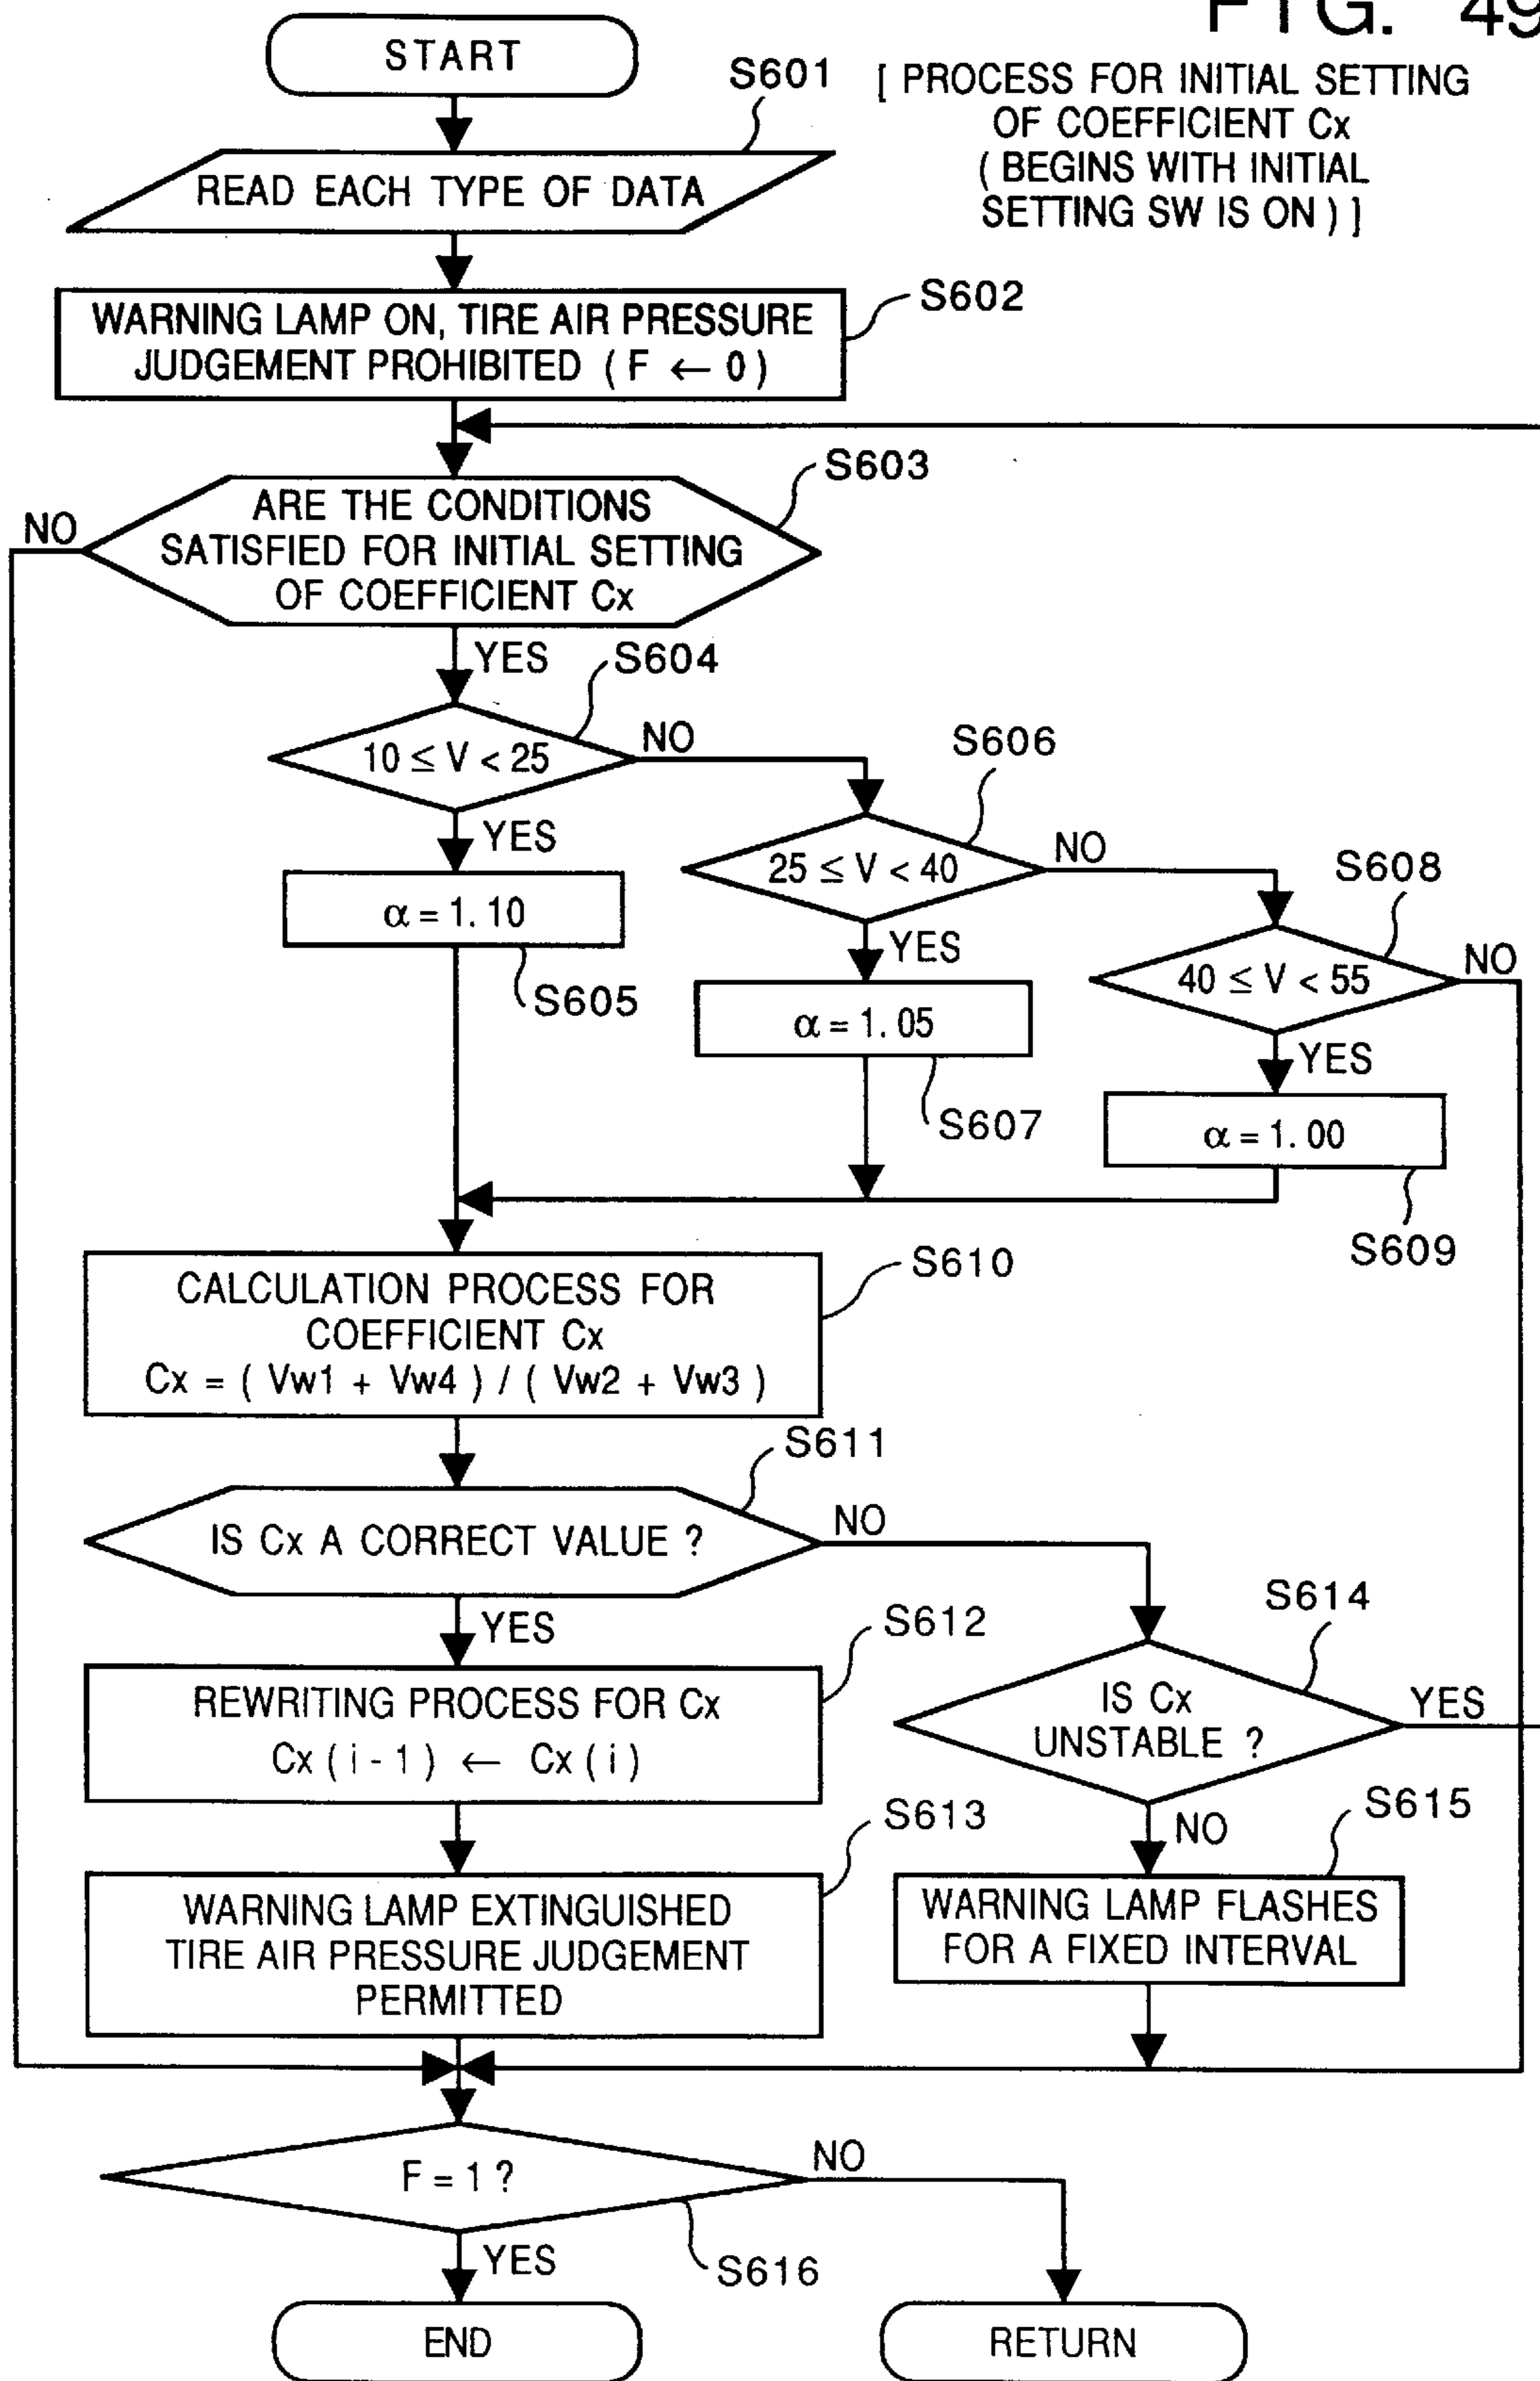 FIG. 49
START
S601
[ PROCESS FOR INITIAL SETTING
OF COEFFICIENT Cx
( BEGINS WITH INITIAL
SETTING SW IS ON ) ]
READ EACH TYPE OF DATA
S602
WARNING LAMP ON, TIRE AIR PRESSURE
JUDGEMENT PROHIBITED ( F ← 0 )
S603
NO
ARE THE CONDITIONS
SATISFIED FOR INITIAL SETTING
OF COEFFICIENT Cx
YES
S604
10 ≤ V < 25
NO
S606
YES
25 ≤ V < 40
NO
S608
α = 1. 10
S605
YES
40 ≤ V < 55
NO
α = 1. 05
S607
YES
α = 1. 00
S609
S610
CALCULATION PROCESS FOR
COEFFICIENT Cx
Cx = ( Vw1 + Vw4 ) / ( Vw2 + Vw3 )
S611
IS Cx A CORRECT VALUE ?
NO
YES
S614
S612
REWRITING PROCESS FOR Cx
Cx ( i - 1 ) ← Cx ( i )
IS Cx
UNSTABLE ?
YES
S613
NO
S615
WARNING LAMP EXTINGUISHED
TIRE AIR PRESSURE JUDGEMENT
PERMITTED
WARNING LAMP FLASHES
FOR A FIXED INTERVAL
F = 1 ?
NO
YES
S616
END
RETURN